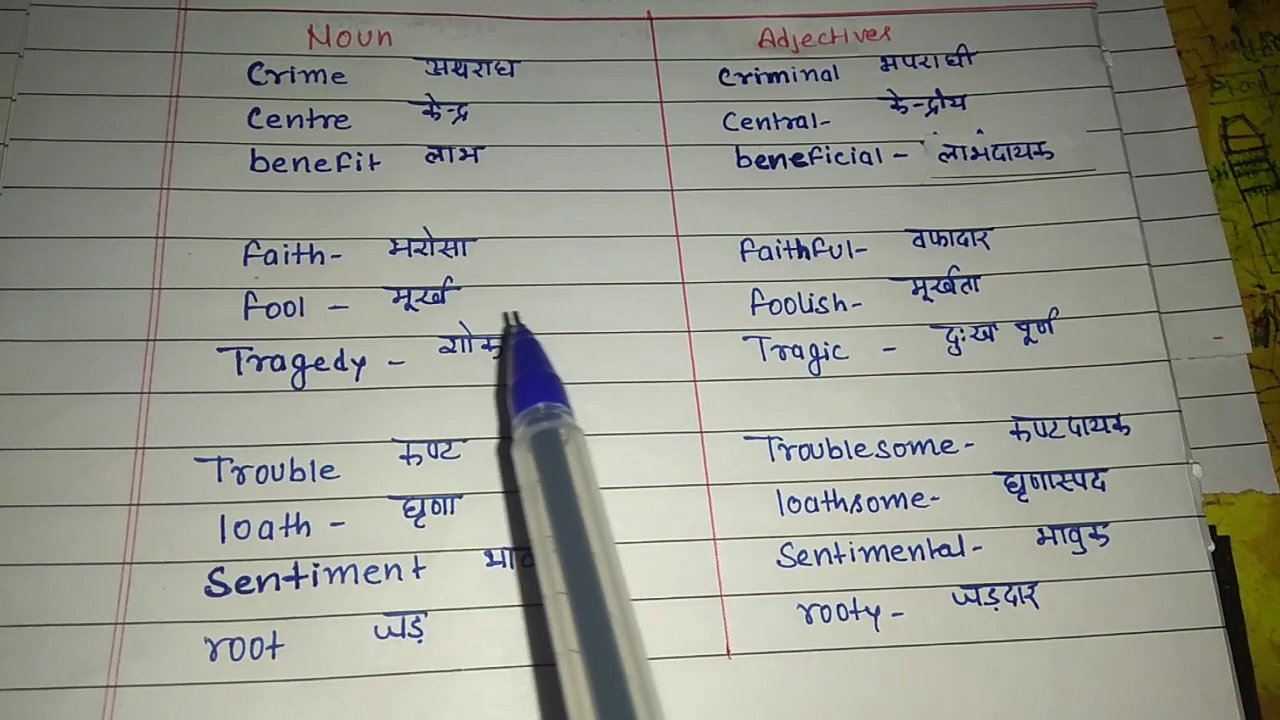 Noun Adjectives
Crime अपराध Criminal अपराधी
Centre केन्द्र Central- केन्द्रीय
benefit लाभ beneficial- लाभंदायक
faith- भरोसा faithful- वफादार
fool - मूर्ख foolish- मूर्खता
Tragedy - शोक Tragic - दुःख पूर्ण
Trouble कष्ट Troublesome- कष्टदायक
loath - घृणा loathsome- घृणास्पद
Sentiment Sentimental- भावुक
root जड़ rooty- जड़दार